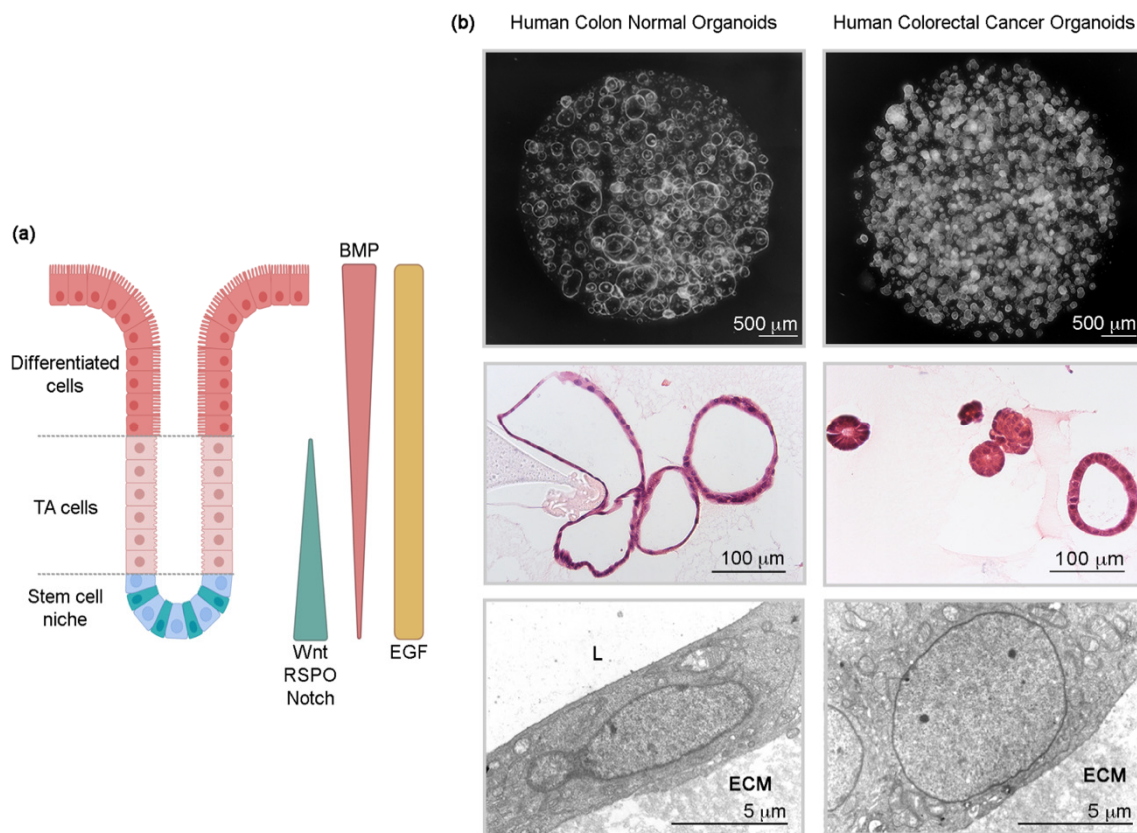 (a)
BMP
Differentiated
cells
TA cells
Stem cell
niche
Wnt
RSPO
Notch
EGF
(b)
Human Colon Normal Organoids
Human Colorectal Cancer Organoids
500 μm
500 μm
100 μm
100 μm
L
ECM
5 μm
ECM
5 μm